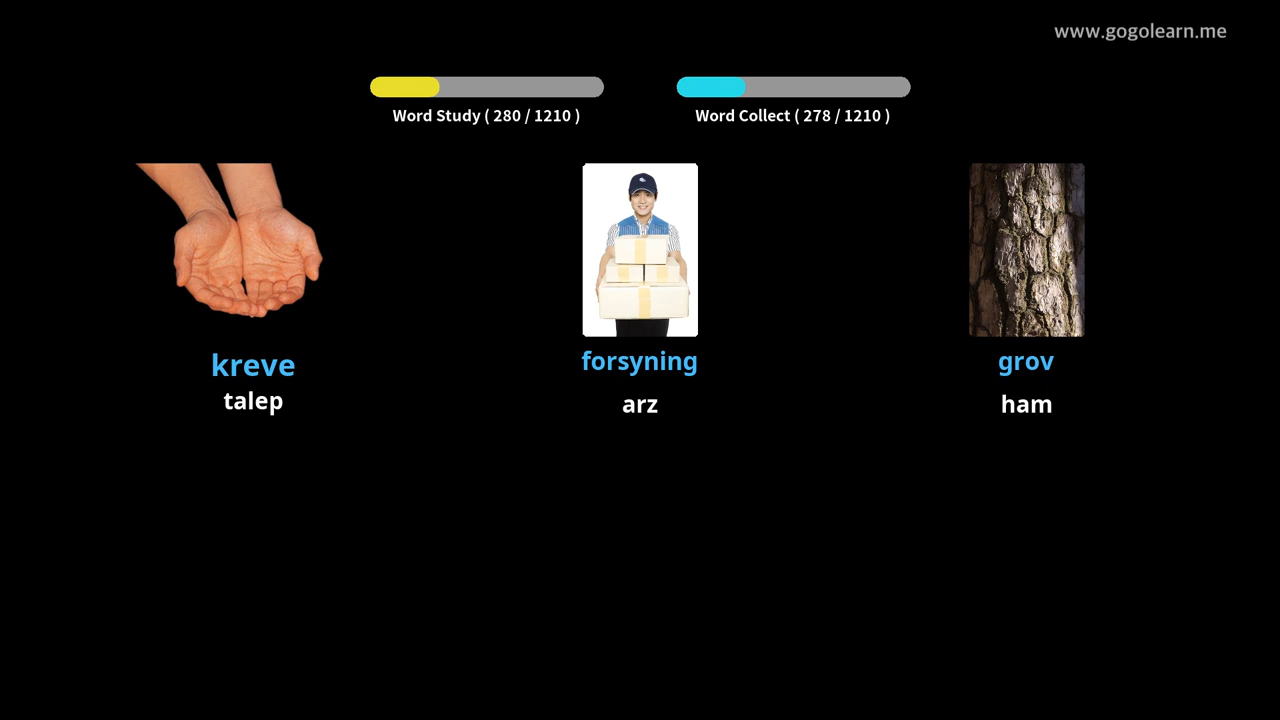 www.gogolearn.me
Word Study ( 280 / 1210 )
Word Collect ( 278 / 1210 )
kreve
talep
forsyning
arz
grov
ham